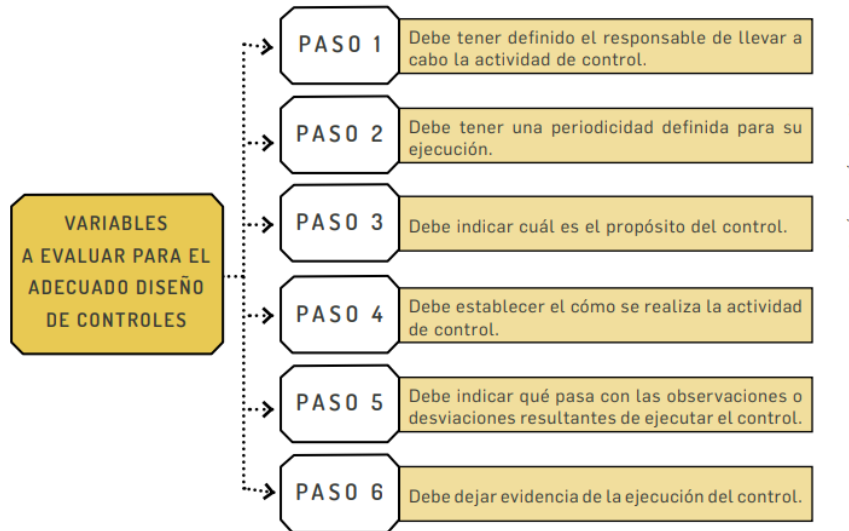 PASO 1
Debe tener definido el responsable de llevar a
cabo la actividad de control.
PASO 2
Debe tener una periodicidad definida para su
ejecución.
VARIABLES
A EVALUAR PARA EL
ADECUADO DISEÑO
DE CONTROLES
PASO 3
Debe indicar cuál es el propósito del control.
PASO 4
Debe establecer el cómo se realiza la actividad
de control.
PASO 5
Debe indicar qué pasa con las observaciones o
desviaciones resultantes de ejecutar el control.
PASO 6
Debe dejar evidencia de la ejecución del control.